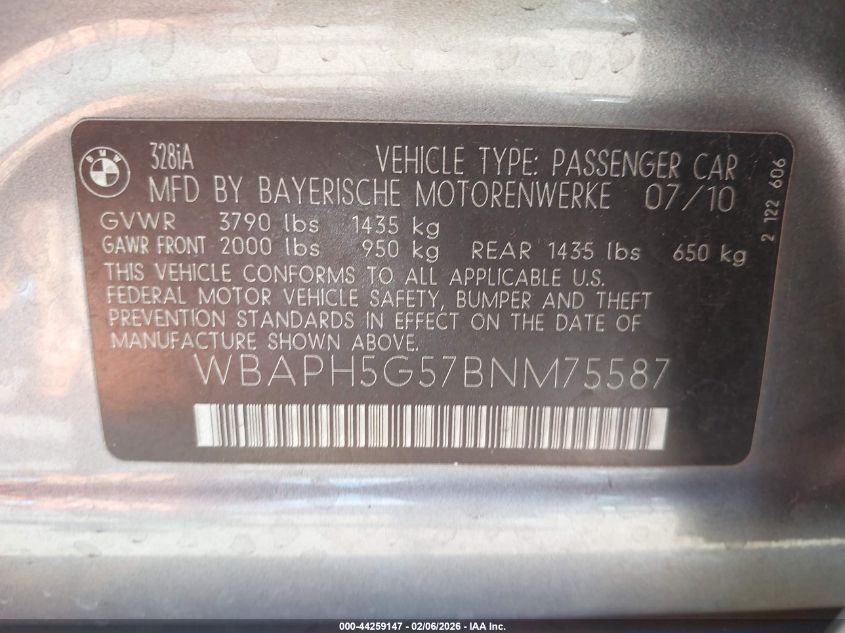 BMW
328iA
VEHICLE TYPE: PASSENGER CAR
MFD BY BAYERISCHE MOTORENWERKE 07/10
GVWR 3790 lbs 1435 kg
GAWR FRONT 2000 lbs 950 kg REAR 1435 lbs 650 kg
THIS VEHICLE CONFORMS TO ALL APPLICABLE U.S.
FEDERAL MOTOR VEHICLE SAFETY, BUMPER AND THEFT
PREVENTION STANDARDS IN EFFECT ON THE DATE OF
MANUFACTURE SHOWN ABOVE.
WBAPH5G57BNM75587
2 122 606
000-44259147 - 02/06/2026 - IAA Inc.